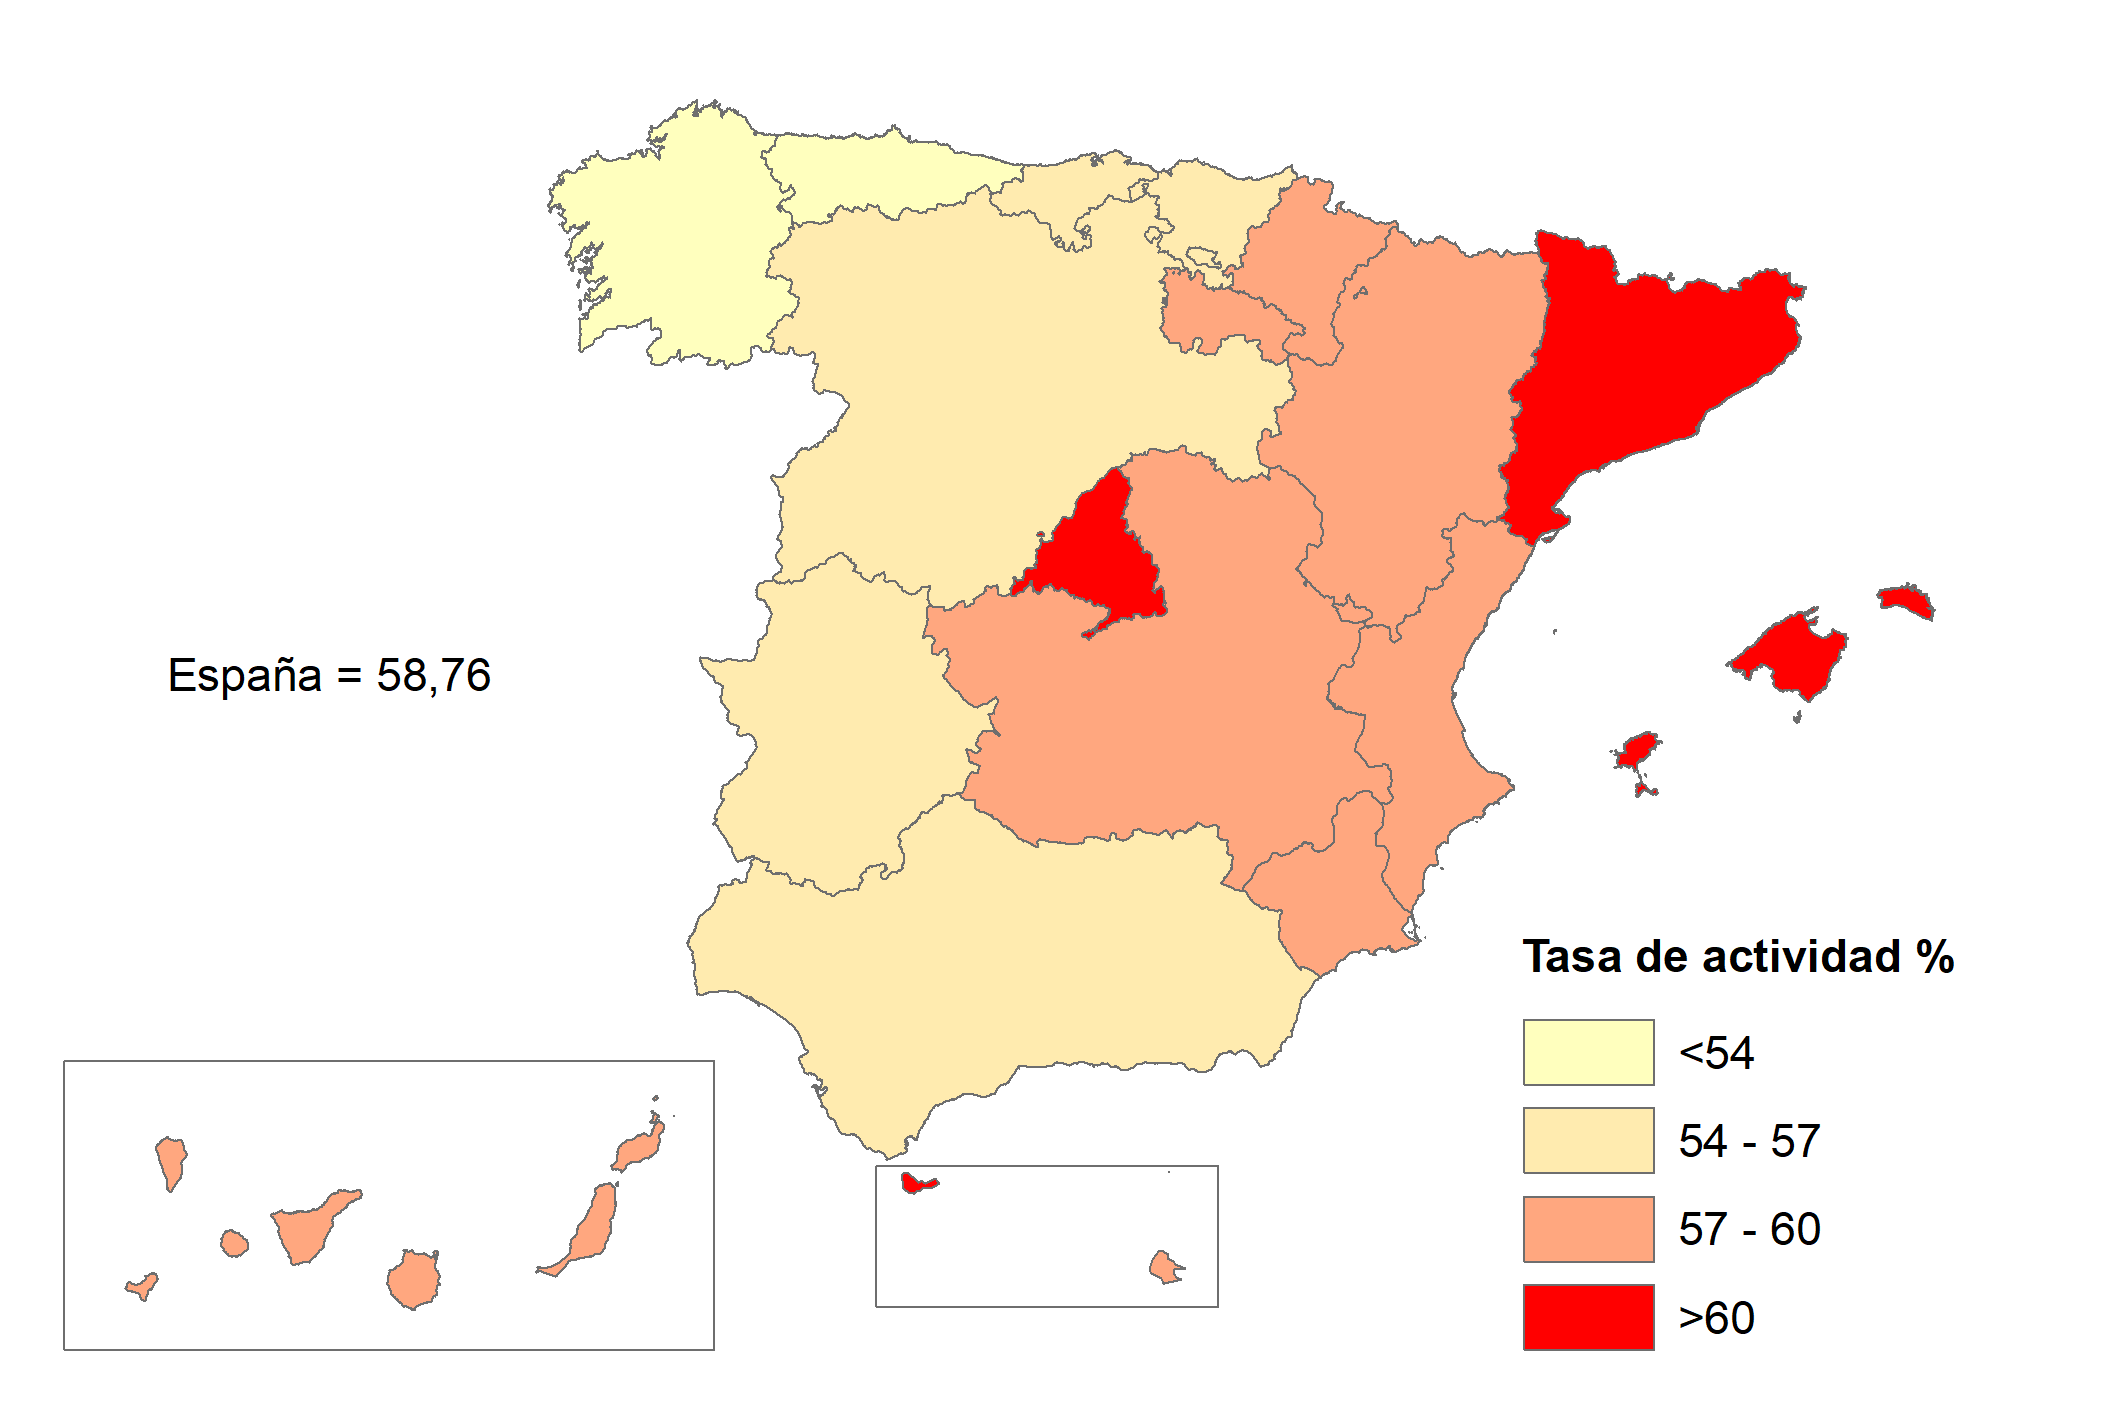 España = 58,76
Tasa de actividad %
<54
54 - 57
57 - 60
>60